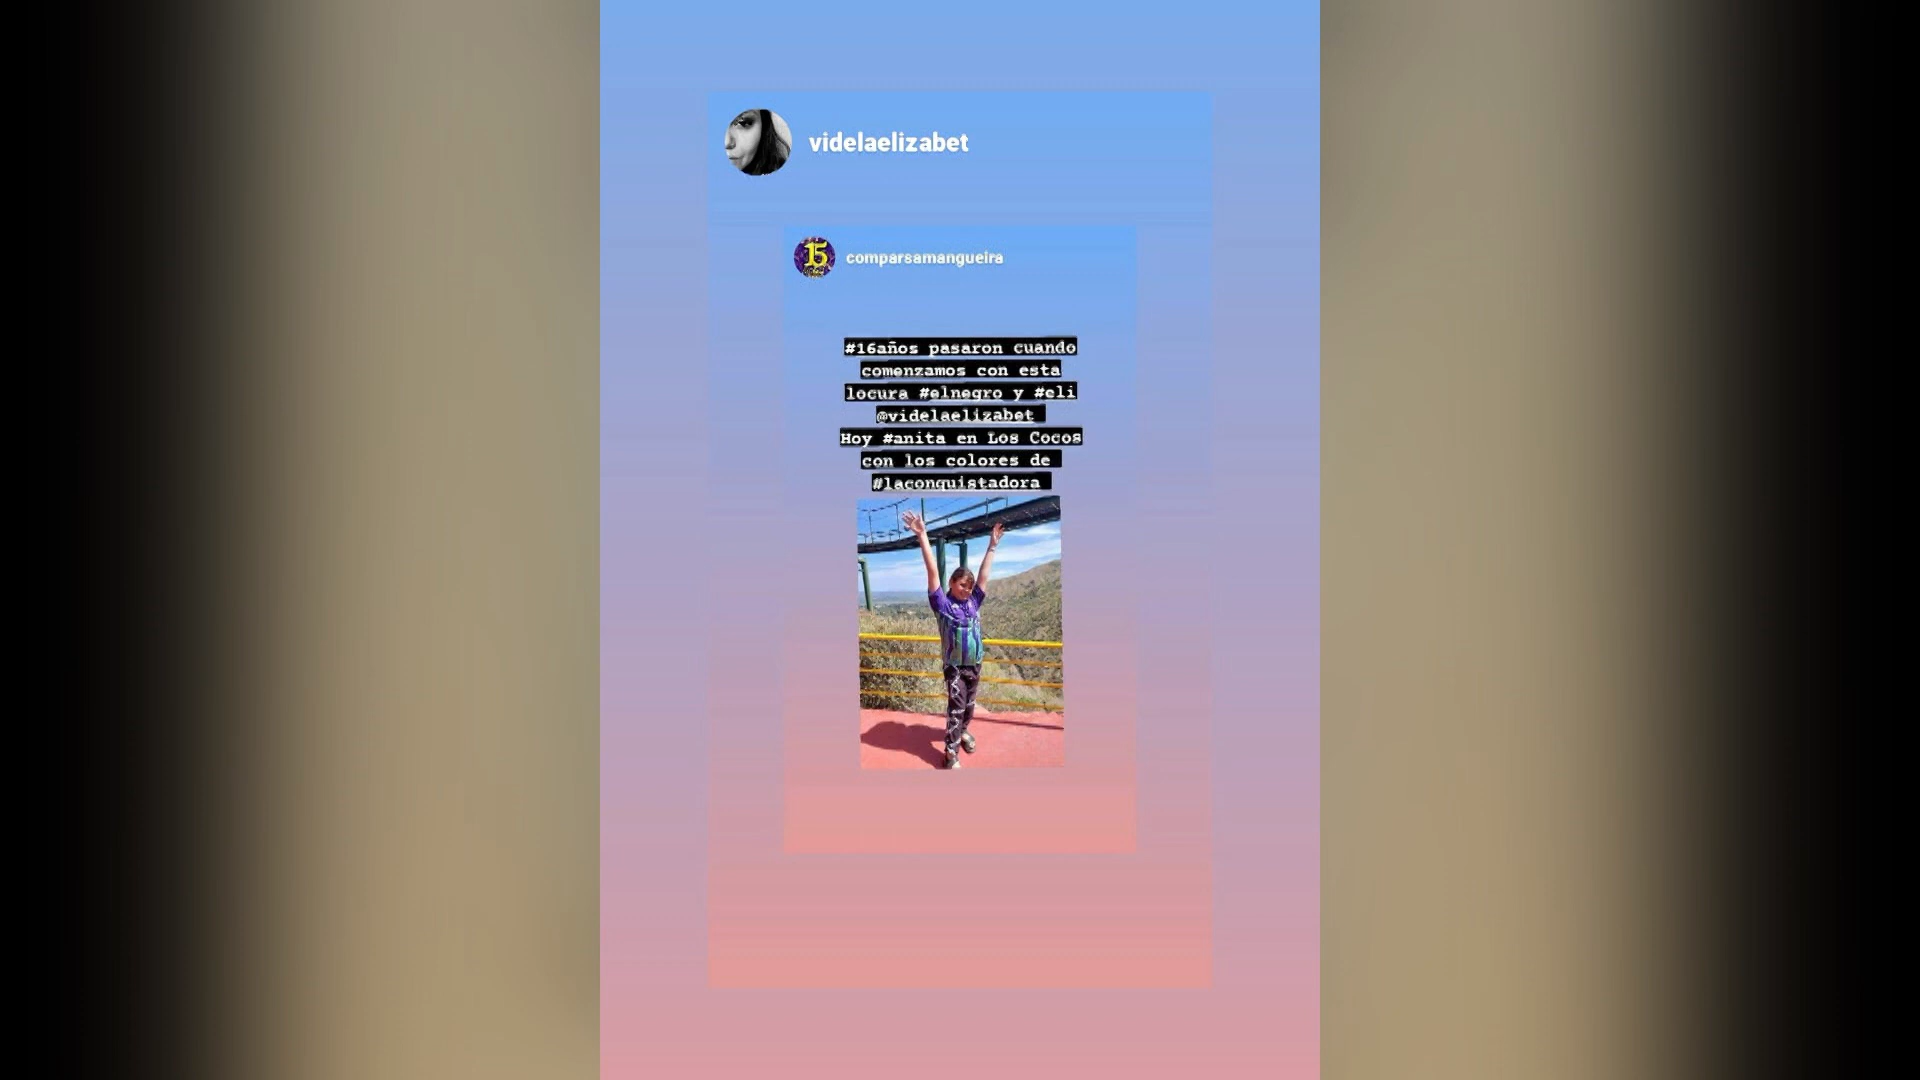 videlaelizabet
15
comparsamangueira
#16años pasaron cuando
comenzamos con esta
locura #elnegro y #eli
@videlaelizabet
Hoy #anita en Los Cocos
con los colores de
#laconquistadora